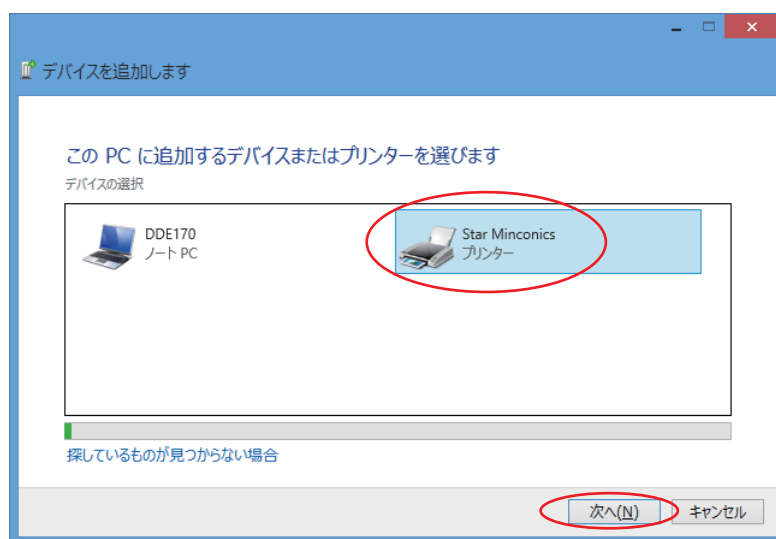 デバイスを追加します
この PC に追加するデバイスまたはプリンターを選びます
デバイスの選択
DDE170
ノート PC
Star Minconics
プリンター
探しているものが見つからない場合
次へ(N)
キャンセル